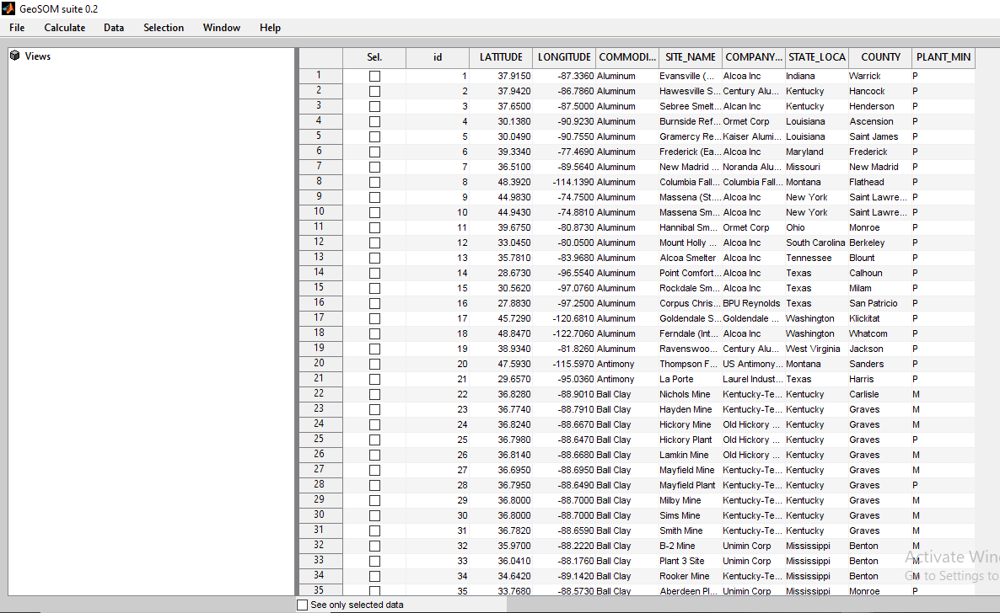 GeoSOM suite 0.2
File Calculate Data Selection Window Help
Views
Sel. id LATITUDE LONGITUDE COMMODI... SITE_NAME COMPANY... STATE_LOCA COUNTY PLANT_MIN
1 1 37.9150 -87.3360 Aluminum Evansville (... Alcoa Inc Indiana Warrick P
2 2 37.9420 -86.7860 Aluminum Hawesville S... Century Alu... Kentucky Hancock P
3 3 37.6500 -87.5000 Aluminum Sebree Smelt... Alcan Inc Kentucky Henderson P
4 4 30.1380 -90.9230 Aluminum Burnside Ref... Ormet Corp Louisiana Ascension P
5 5 30.0490 -90.7550 Aluminum Gramercy Re... Kaiser Alumi... Louisiana Saint James P
6 6 39.3340 -77.4690 Aluminum Frederick (Ea... Alcoa Inc Maryland Frederick P
7 7 36.5100 -89.5640 Aluminum New Madrid ... Noranda Alu... Missouri New Madrid P
8 8 48.3920 -114.1390 Aluminum Columbia Fall... Columbia Fall... Montana Flathead P
9 9 44.9830 -74.7500 Aluminum Massena (St.... Alcoa Inc New York Saint Lawre... P
10 10 44.9430 -74.8810 Aluminum Massena Sm... Alcoa Inc New York Saint Lawre... P
11 11 39.6750 -80.8730 Aluminum Hannibal Sm... Ormet Corp Ohio Monroe P
12 12 33.0450 -80.0500 Aluminum Mount Holly ... Alcoa Inc South Carolina Berkeley P
13 13 35.7810 -83.9680 Aluminum Alcoa Smelter Alcoa Inc Tennessee Blount P
14 14 28.6730 -96.5540 Aluminum Point Comfort... Alcoa Inc Texas Calhoun P
15 15 30.5620 -97.0760 Aluminum Rockdale Sm... Alcoa Inc Texas Milam P
16 16 27.8830 -97.2500 Aluminum Corpus Chris... BPU Reynolds Texas San Patricio P
17 17 45.7290 -120.6810 Aluminum Goldendale S... Goldendale ... Washington Klickitat P
18 18 48.8470 -122.7060 Aluminum Ferndale (Int... Alcoa Inc Washington Whatcom P
19 19 38.9340 -81.8260 Aluminum Ravenswoo... Century Alu... West Virginia Jackson P
20 20 47.5930 -115.5970 Antimony Thompson F... US Antimony... Montana Sanders P
21 21 29.6570 -95.0360 Antimony La Porte Laurel Indust... Texas Harris P
22 22 36.8280 -88.9010 Ball Clay Nichols Mine Kentucky-Te... Kentucky Carlisle M
23 23 36.7740 -88.7910 Ball Clay Hayden Mine Kentucky-Te... Kentucky Graves M
24 24 36.8240 -88.6670 Ball Clay Hickory Mine Old Hickory ... Kentucky Graves M
25 25 36.7980 -88.6470 Ball Clay Hickory Plant Old Hickory ... Kentucky Graves P
26 26 36.8140 -88.6680 Ball Clay Lamkin Mine Old Hickory ... Kentucky Graves M
27 27 36.6950 -88.6950 Ball Clay Mayfield Mine Kentucky-Te... Kentucky Graves M
28 28 36.7950 -88.6490 Ball Clay Mayfield Plant Kentucky-Te... Kentucky Graves P
29 29 36.8000 -88.7000 Ball Clay Milby Mine Kentucky-Te... Kentucky Graves M
30 30 36.8000 -88.7000 Ball Clay Sims Mine Kentucky-Te... Kentucky Graves M
31 31 36.7820 -88.6590 Ball Clay Smith Mine Kentucky-Te... Kentucky Graves M
32 32 35.9700 -88.2220 Ball Clay B-2 Mine Unimin Corp Mississippi Benton M
33 33 36.0410 -88.1760 Ball Clay Plant 3 Site Unimin Corp Mississippi Benton M
34 34 34.6420 -89.1420 Ball Clay Rooker Mine Kentucky-Te... Mississippi Benton M
35 35 33.7680 -88.5730 Ball Clay Aberdeen Pl... Unimin Corp Mississippi Monroe P
Activate Win
Go to Settings to
See only selected data